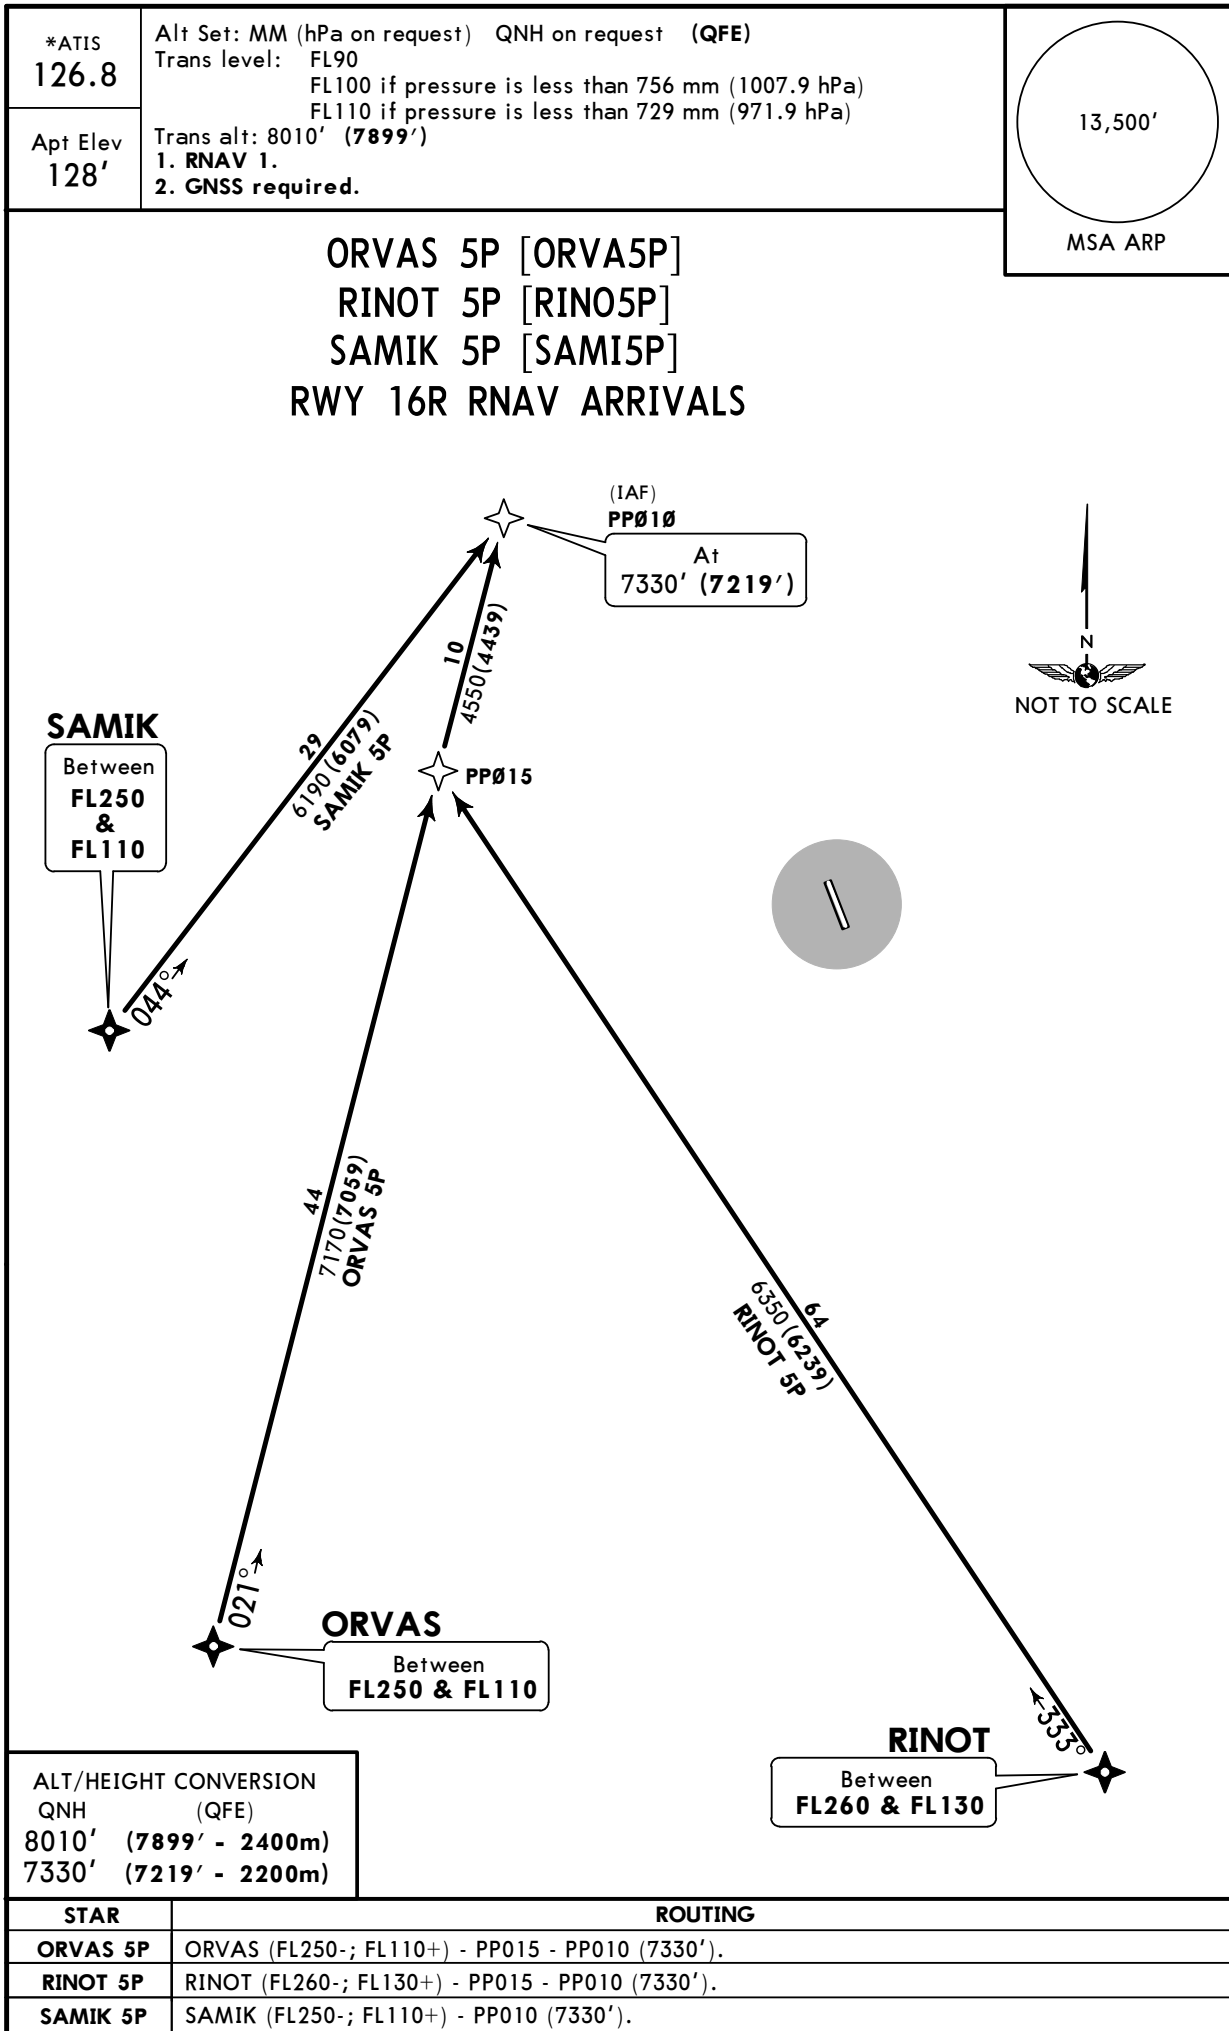 *ATIS
126.8
Apt Elev
128'
Alt Set: MM (hPa on request) QNH on request (QFE)
Trans level: FL90
FL100 if pressure is less than 756 mm (1007.9 hPa)
FL110 if pressure is less than 729 mm (971.9 hPa)
Trans alt: 8010' (7899')
1. RNAV 1.
2. GNSS required.
13,500'
MSA ARP
ORVAS 5P [ORVA5P]
RINOT 5P [RINO5P]
SAMIK 5P [SAMI5P]
RWY 16R RNAV ARRIVALS
(IAF)
PPØ1Ø
At
7330' (7219')
10
4550(4439)
N
NOT TO SCALE
SAMIK
Between
FL250
&
FL110
29
6190(6079)
SAMIK 5P
PPØ15
044°
44
7170(7059)
ORVAS 5P
64
6350(6239)
RINOT 5P
021°
ORVAS
Between
FL250 & FL110
333°
RINOT
Between
FL260 & FL130
ALT/HEIGHT CONVERSION
QNH (QFE)
8010' (7899' - 2400m)
7330' (7219' - 2200m)
STAR ROUTING
ORVAS 5P ORVAS (FL250-; FL110+) - PP015 - PP010 (7330').
RINOT 5P RINOT (FL260-; FL130+) - PP015 - PP010 (7330').
SAMIK 5P SAMIK (FL250-; FL110+) - PP010 (7330').